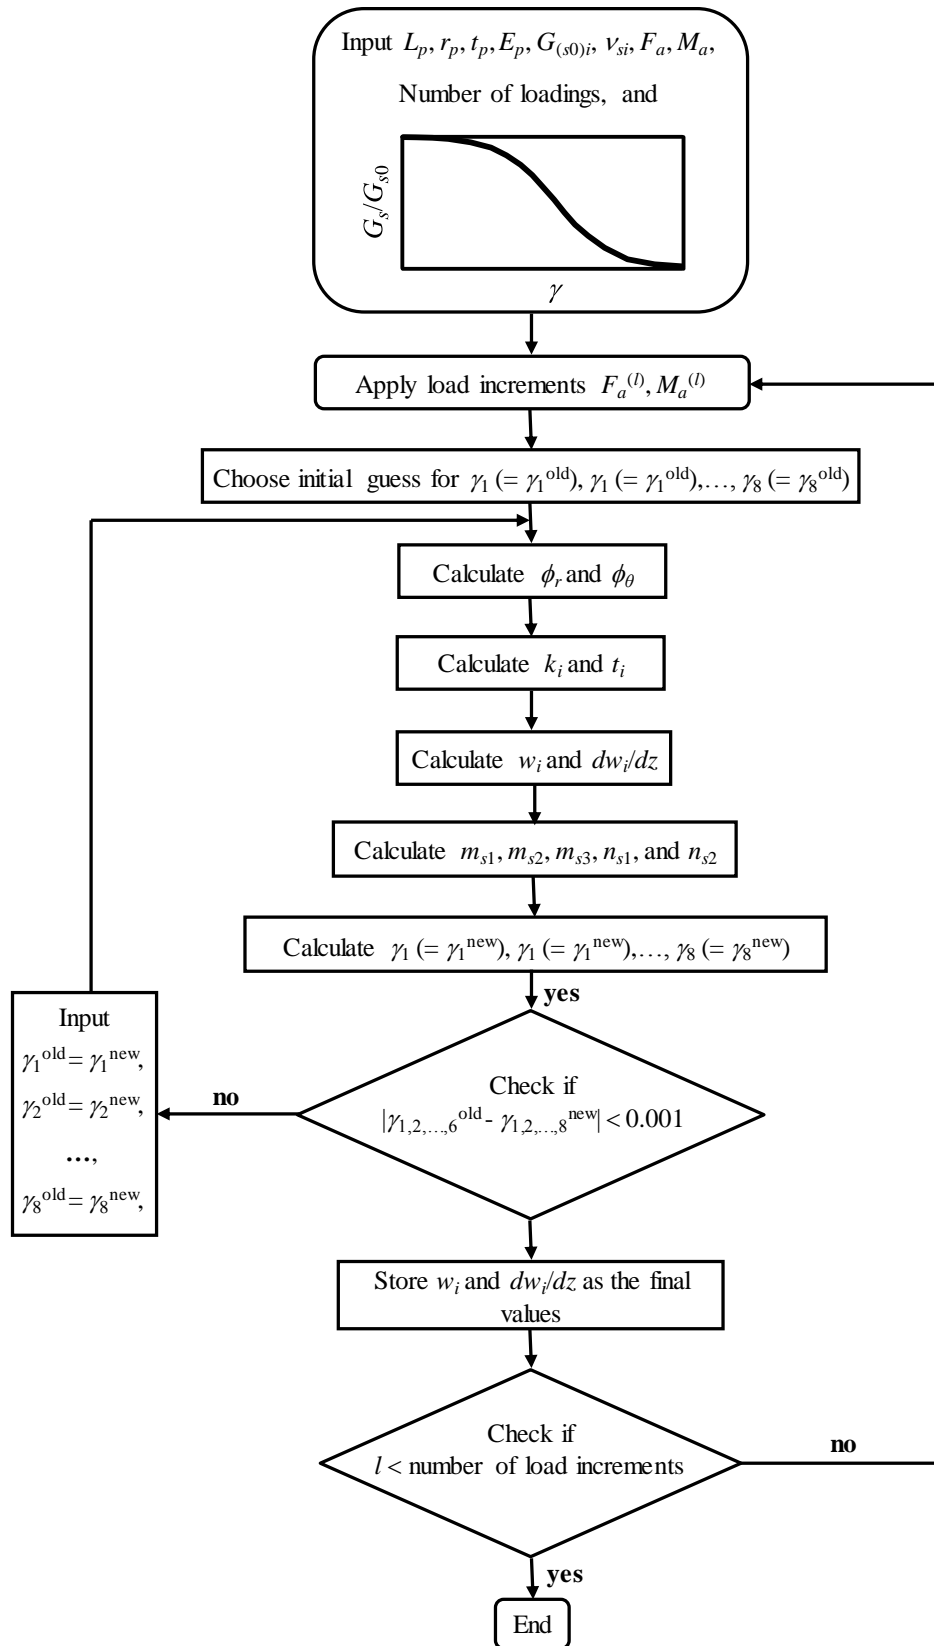 Input L_p, r_p, t_p, E_p, G_(s0)i, ν_si, F_a, M_a,
Number of loadings, and
G_s/G_s0
γ
Apply load increments F_a^(l), M_a^(l)
Choose initial guess for γ_1 (= γ_1^old), γ_1 (= γ_1^old),…, γ_8 (= γ_8^old)
Calculate ϕ_r and ϕ_θ
Calculate k_i and t_i
Calculate w_i and dw_i/dz
Calculate m_s1, m_s2, m_s3, n_s1, and n_s2
Calculate γ_1 (= γ_1^new), γ_1 (= γ_1^new),…, γ_8 (= γ_8^new)
yes
Input
γ_1^old = γ_1^new,
γ_2^old = γ_2^new,
…,
γ_8^old = γ_8^new,
no
Check if
|γ_1,2,…,6^old - γ_1,2,…,8^new| < 0.001
Store w_i and dw_i/dz as the final
values
Check if
l < number of load increments
no
yes
End